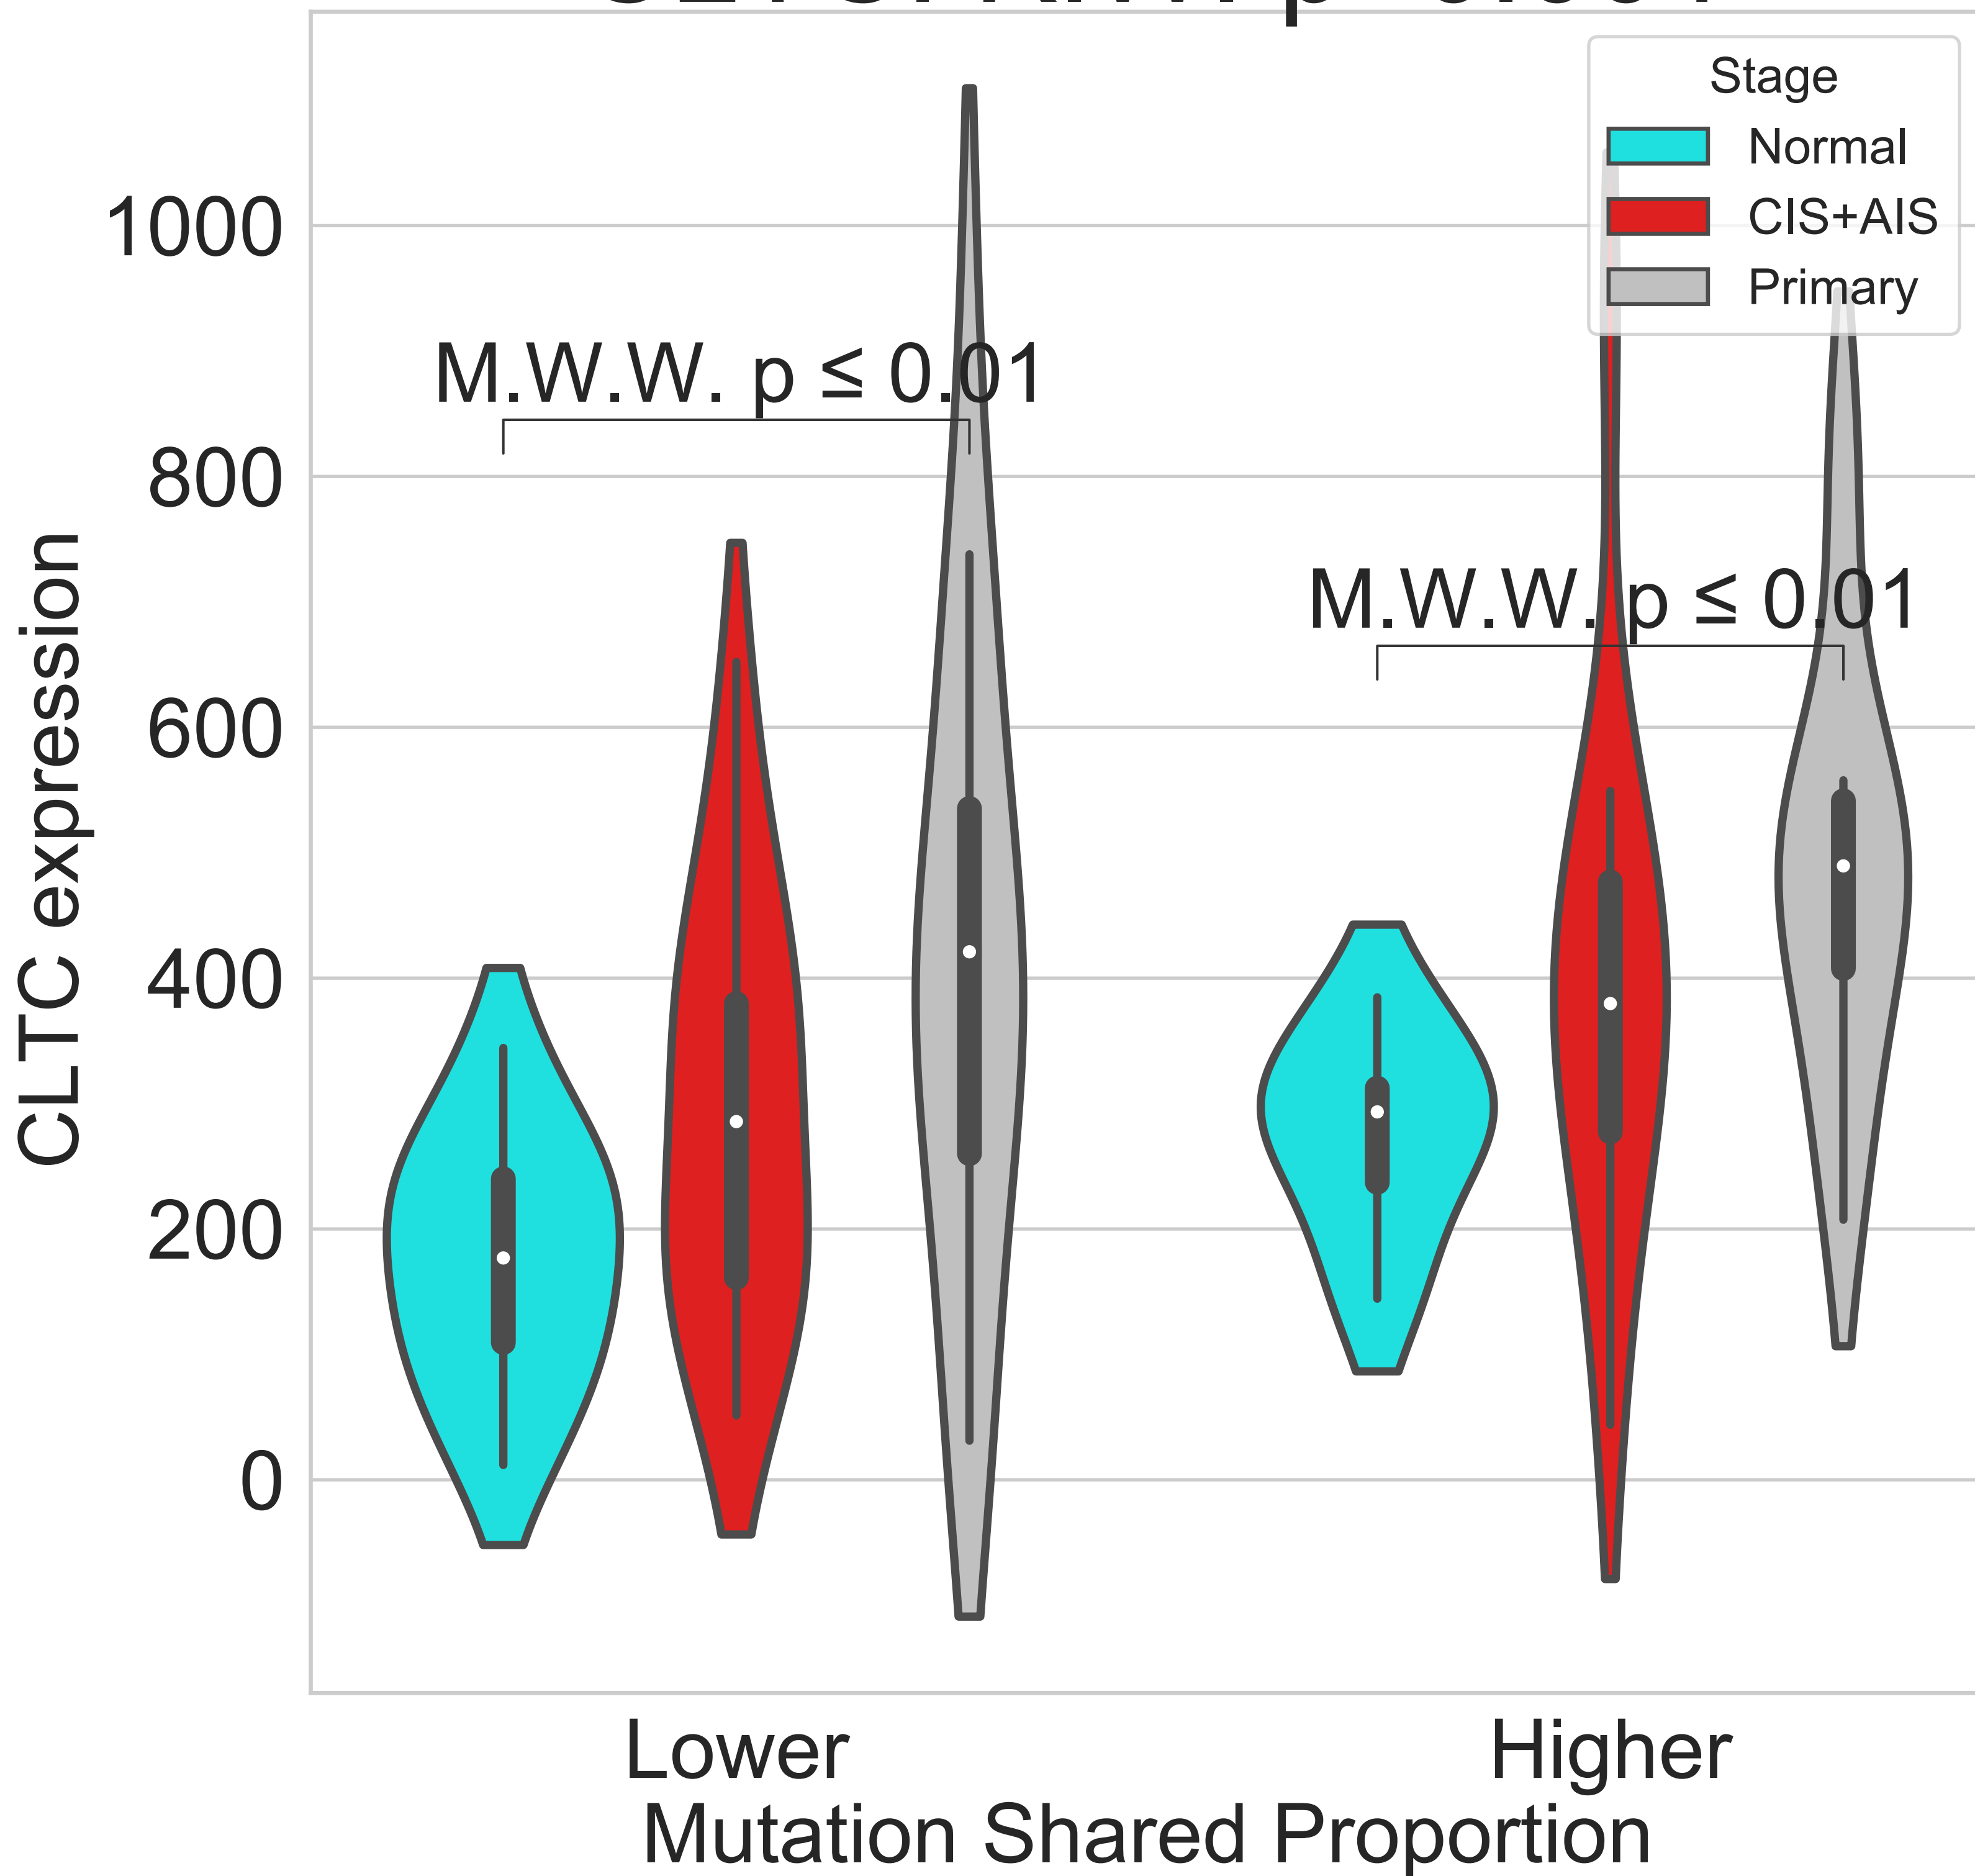 Stage
Normal
CIS+AIS
Primary
1000
800
600
400
200
0
CLTC expression
M.W.W. p ≤ 0.01
M.W.W. p ≤ 0.01
Lower
Higher
Mutation Shared Proportion